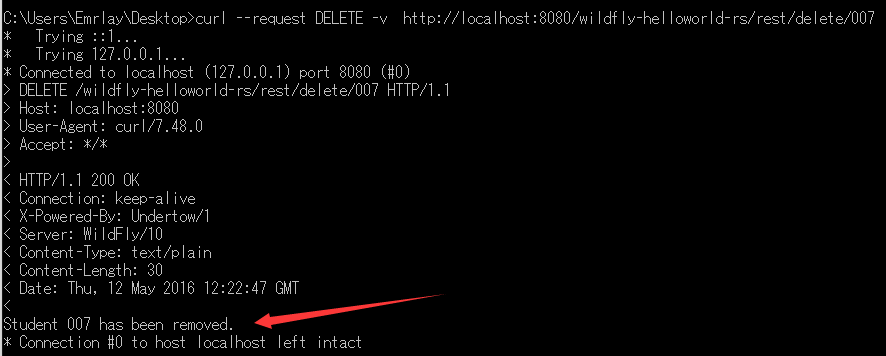 C:\Users\Emrlay\Desktop>curl --request DELETE -v  http://localhost:8080/wildfly-helloworld-rs/rest/delete/007
*   Trying ::1...
*   Trying 127.0.0.1...
* Connected to localhost (127.0.0.1) port 8080 (#0)
> DELETE /wildfly-helloworld-rs/rest/delete/007 HTTP/1.1
> Host: localhost:8080
> User-Agent: curl/7.48.0
> Accept: */*
>
< HTTP/1.1 200 OK
< Connection: keep-alive
< X-Powered-By: Undertow/1
< Server: WildFly/10
< Content-Type: text/plain
< Content-Length: 30
< Date: Thu, 12 May 2016 12:22:47 GMT
<
Student 007 has been removed.
* Connection #0 to host localhost left intact